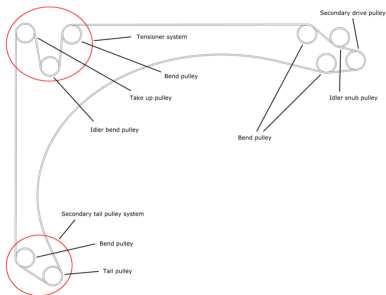 Secondary drive pulley
Tensioner system
Bend pulley
Take up pulley
Idler snub pulley
Idler bend pulley
Bend pulley
Secondary tail pulley system
Bend pulley
Tail pulley